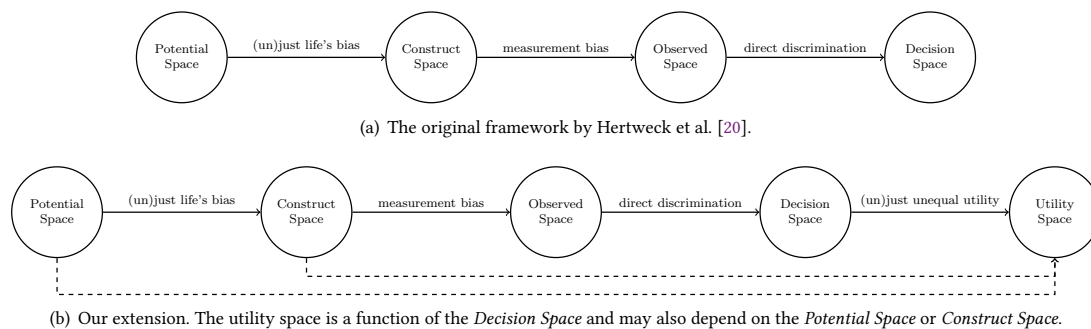 Potential Space
(un)just life's bias
Construct Space
measurement bias
Observed Space
direct discrimination
Decision Space
(a) The original framework by Hertweck et al. [20].
Potential Space
(un)just life's bias
Construct Space
measurement bias
Observed Space
direct discrimination
Decision Space
(un)just unequal utility
Utility Space
(b) Our extension. The utility space is a function of the Decision Space and may also depend on the Potential Space or Construct Space.